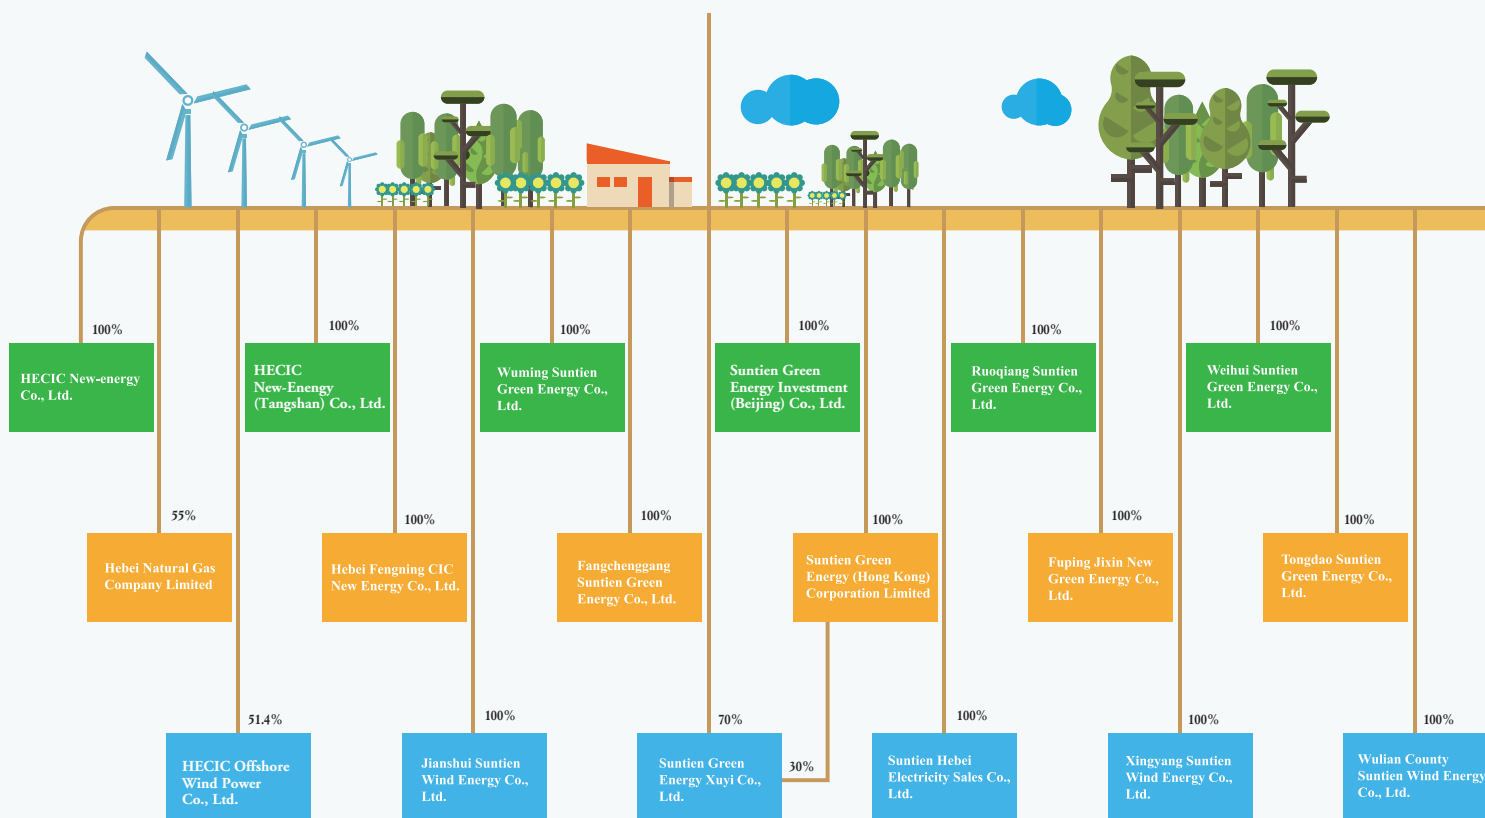 100%
HECIC New-energy
Co., Ltd.
100%
HECIC
New-Enengy
(Tangshan) Co., Ltd.
100%
Wuming Suntien
Green Energy Co.,
Ltd.
100%
Suntien Green
Energy Investment
(Beijing) Co., Ltd.
100%
Ruoqiang Suntien
Green Energy Co.,
Ltd.
100%
Weihui Suntien
Green Energy Co.,
Ltd.
55%
Hebei Natural Gas
Company Limited
100%
Hebei Fengning CIC
New Energy Co., Ltd.
100%
Fangchenggang
Suntien Green
Energy Co., Ltd.
100%
Suntien Green
Energy (Hong Kong)
Corporation Limited
100%
Fuping Jixin New
Green Energy Co.,
Ltd.
100%
Tongdao Suntien
Green Energy Co.,
Ltd.
51.4%
HECIC Offshore
Wind Power
Co., Ltd.
100%
Jianshui Suntien
Wind Energy Co.,
Ltd.
70%
Suntien Green
Energy Xuyi Co.,
Ltd.
30%
100%
Suntien Hebei
Electricity Sales Co.,
Ltd.
100%
Xingyang Suntien
Wind Energy Co.,
Ltd.
100%
Wulian County
Suntien Wind Energy
Co., Ltd.